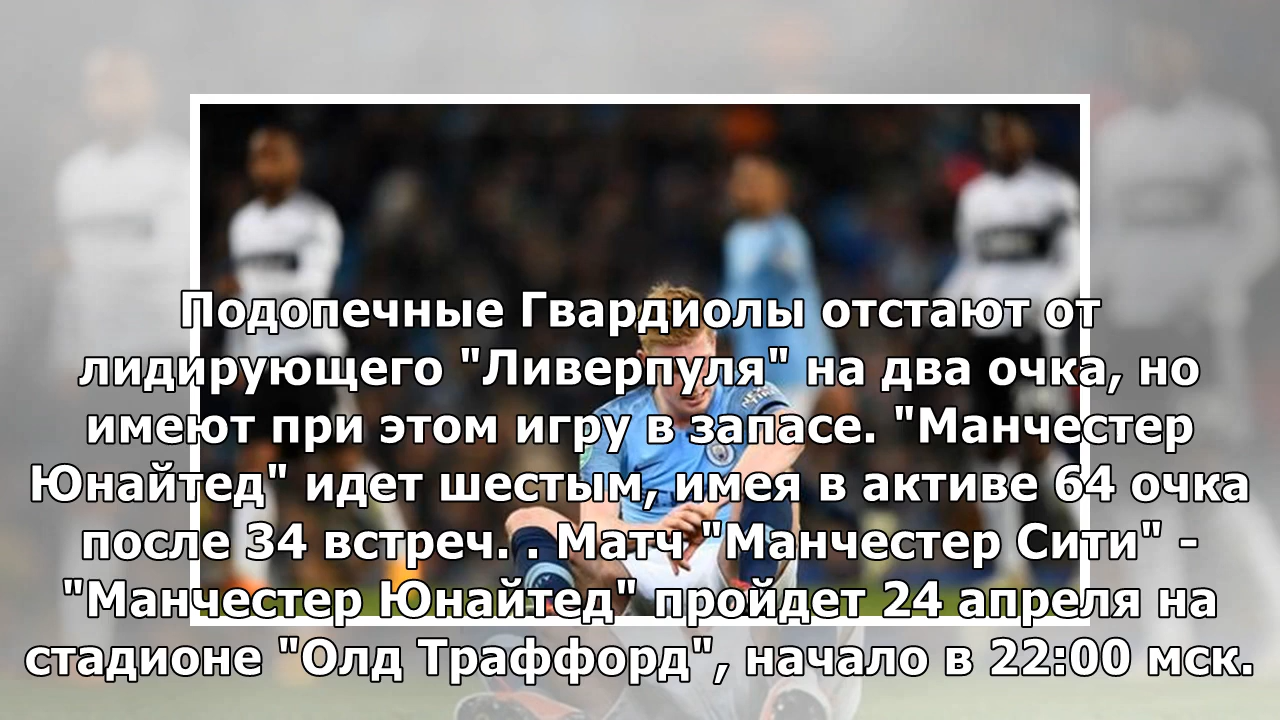 Подопечные Гвардиолы отстают от
лидирующего "Ливерпуля" на два очка, но
имеют при этом игру в запасе. "Манчестер
Юнайтед" идет шестым, имея в активе 64 очка
после 34 встреч. . Матч "Манчестер Сити" -
"Манчестер Юнайтед" пройдет 24 апреля на
стадионе "Олд Траффорд", начало в 22:00 мск.